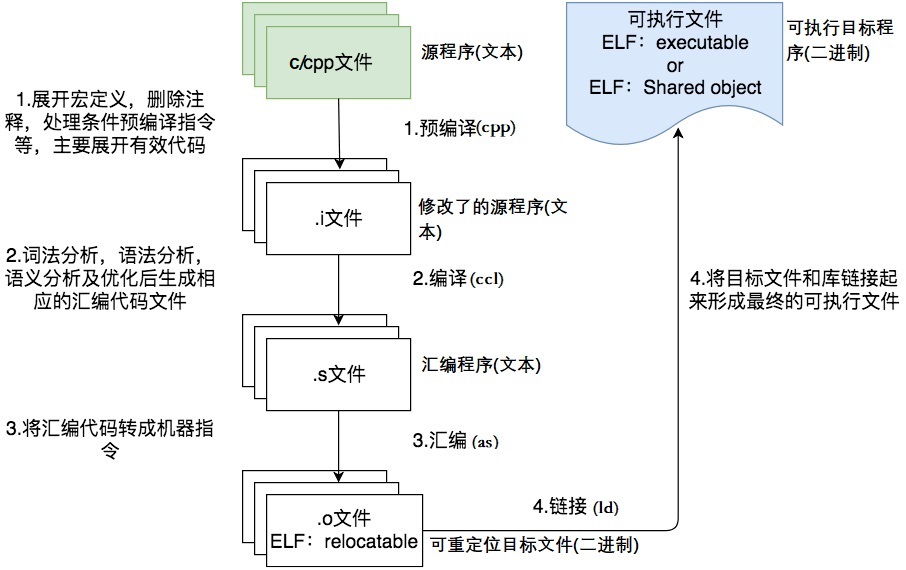 c/cpp文件
源程序(文本)
可执行文件
ELF：executable
or
ELF：Shared object
可执行目标程
序(二进制)
1.展开宏定义，删除注
释，处理条件预编译指令
等，主要展开有效代码
1.预编译(cpp)
.i文件
修改了的源程序(文
本)
2.词法分析，语法分析，
语义分析及优化后生成相
应的汇编代码文件
2.编译(ccl)
4.将目标文件和库链接起
来形成最终的可执行文件
.s文件
汇编程序(文本)
3.将汇编代码转成机器指
令
3.汇编 (as)
.o文件
ELF：relocatable
4.链接 (ld)
可重定位目标文件(二进制)